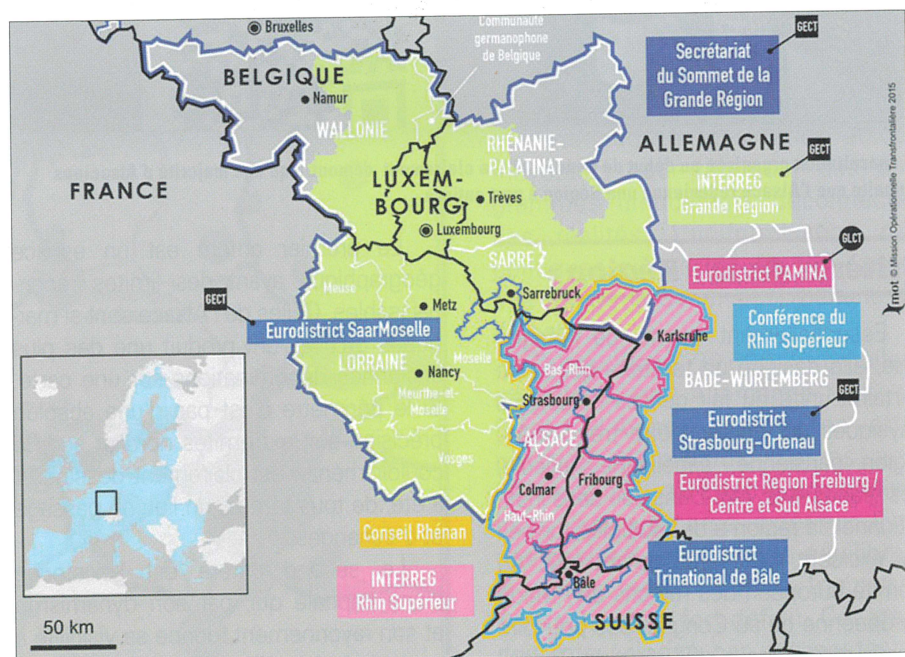 Bruxelles
Communauté
germanophone
de Belgique
GECT
Secrétariat
du Sommet de la
Grande Région
BELGIQUE
Namur
WALLONIE
RHÉNANIE-
PALATINAT
ALLEMAGNE
FRANCE
GECT
INTERREG
Grande Région
LUXEM-
BOURG
Trèves
Luxembourg
GLCT
SARRE
Eurodistrict PAMINA
Meuse
Sarrebruck
GECT
Metz
Eurodistrict SaarMoselle
Karlsruhe
Conférence du
Rhin Supérieur
LORRAINE
Moselle
Nancy
Bas-Rhin
BADE-WURTEMBERG
GECT
Meurthe-et-
Moselle
Strasbourg
Eurodistrict
Strasbourg-Ortenau
ALSACE
Vosges
Colmar
Fribourg
Eurodistrict Region Freiburg /
Centre et Sud Alsace
Haut-Rhin
Conseil Rhénan
Eurodistrict
Trinational de Bâle
INTERREG
Rhin Supérieur
Bâle
SUISSE
50 km
mot © Mission Opérationnelle Transfrontalière 2015